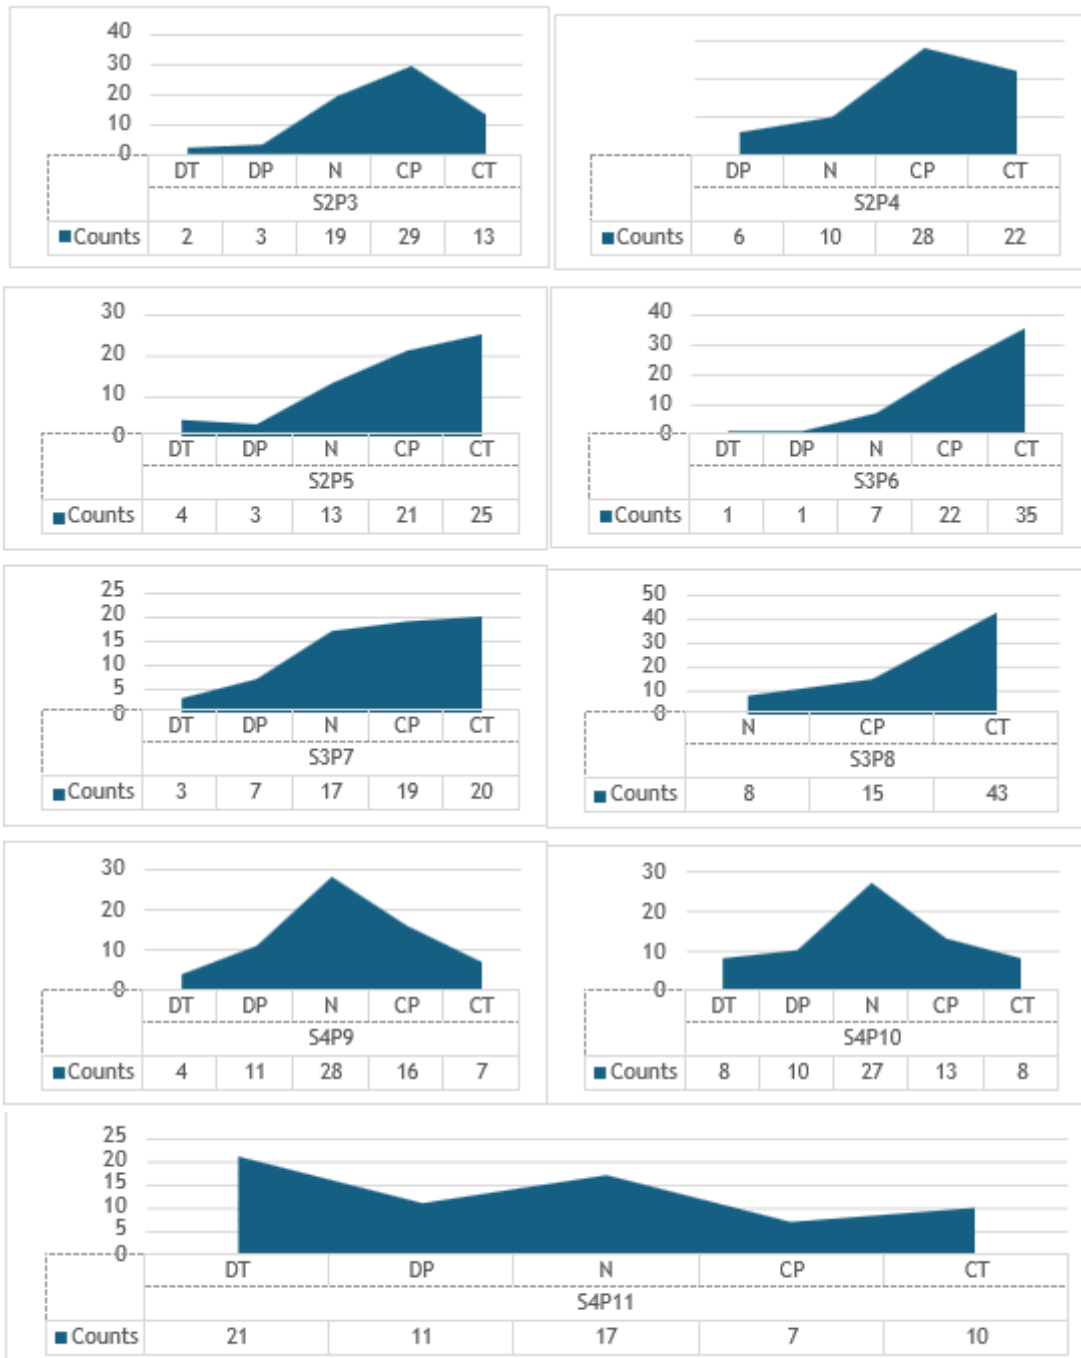 40
30
20
10
0
DT DP N CP CT
S2P3
Counts 2 3 19 29 13
DP N CP CT
S2P4
Counts 6 10 28 22
30
20
10
0
DT DP N CP CT
S2P5
Counts 4 3 13 21 25
40
30
20
10
0
DT DP N CP CT
S3P6
Counts 1 1 7 22 35
25
20
15
10
5
0
DT DP N CP CT
S3P7
Counts 3 7 17 19 20
50
40
30
20
10
0
N CP CT
S3P8
Counts 8 15 43
30
20
10
0
DT DP N CP CT
S4P9
Counts 4 11 28 16 7
30
20
10
0
DT DP N CP CT
S4P10
Counts 8 10 27 13 8
25
20
15
10
5
0
DT DP N CP CT
S4P11
Counts 21 11 17 7 10